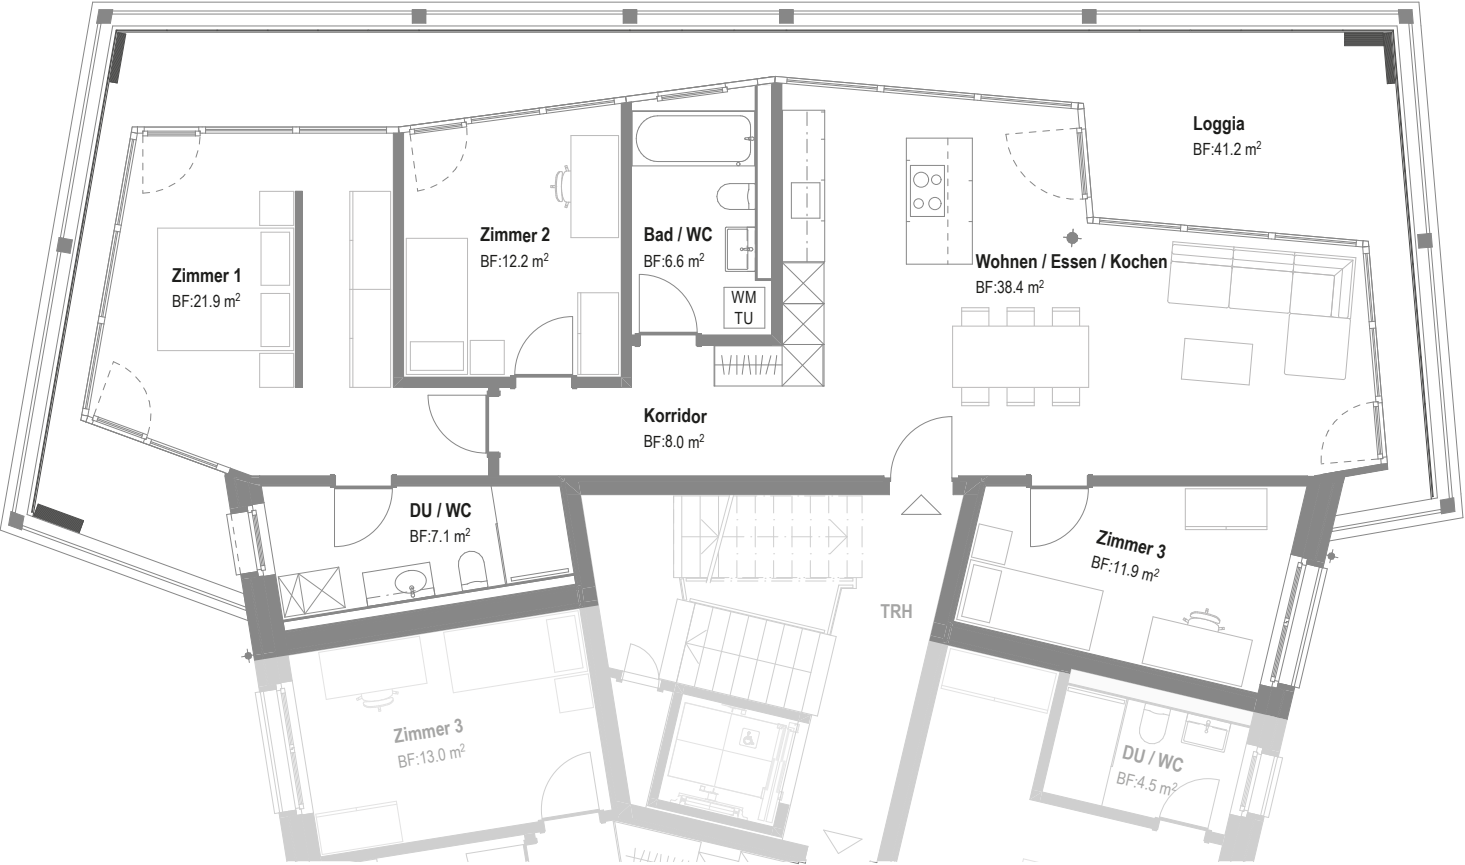 Loggia
BF:41.2 m²
Zimmer 2
BF:12.2 m²
Bad / WC
BF:6.6 m²
Wohnen / Essen / Kochen
BF:38.4 m²
Zimmer 1
BF:21.9 m²
WM
TU
Korridor
BF:8.0 m²
DU / WC
BF:7.1 m²
Zimmer 3
BF:11.9 m²
TRH
Zimmer 3
BF:13.0 m²
DU / WC
BF:4.5 m²